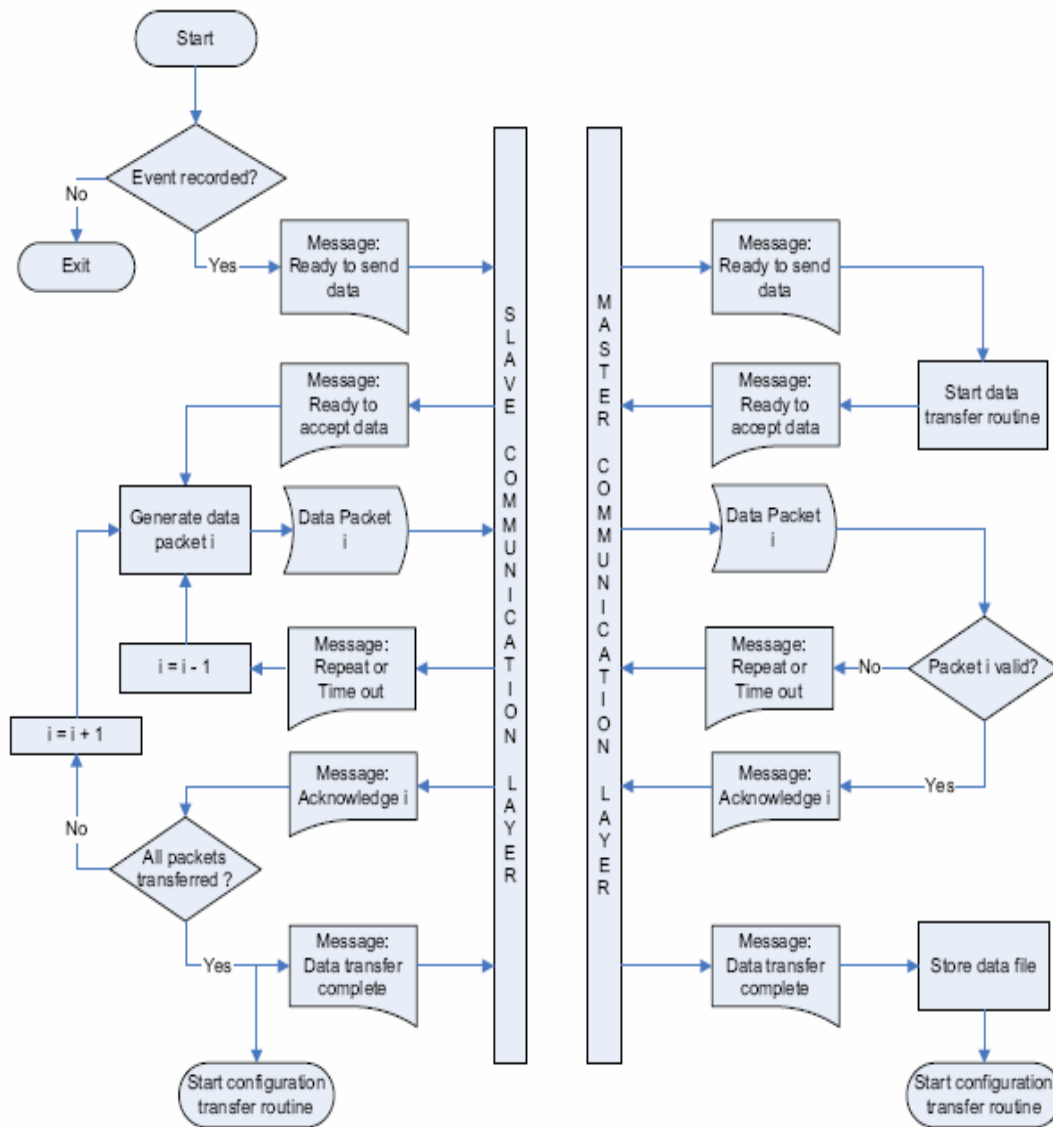 Start
Event recorded?
No
Exit
Yes
Message:
Ready to send
data
Message:
Ready to send
data
Message:
Ready to
accept data
Message:
Ready to
accept data
Start data
transfer routine
Generate data
packet i
Data Packet
i
Data Packet
i
i = i - 1
Message:
Repeat or
Time out
Message:
Repeat or
Time out
No
Packet i valid?
i = i + 1
Message:
Acknowledge i
Message:
Acknowledge i
Yes
No
All packets
transferred ?
Yes
Message:
Data transfer
complete
Message:
Data transfer
complete
Store data file
Start configuration
transfer routine
Start configuration
transfer routine
SLAVE COMMUNICATION LAYER
MASTER COMMUNICATION LAYER